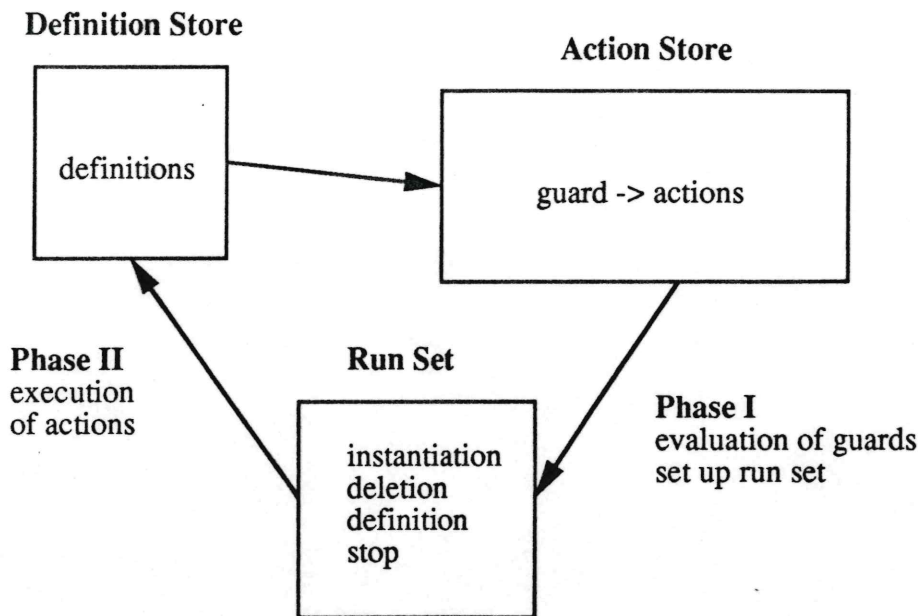 Definition Store
Action Store
definitions
guard -> actions
Phase II
execution
of actions
Run Set
instantiation
deletion
definition
stop
Phase I
evaluation of guards
set up run set